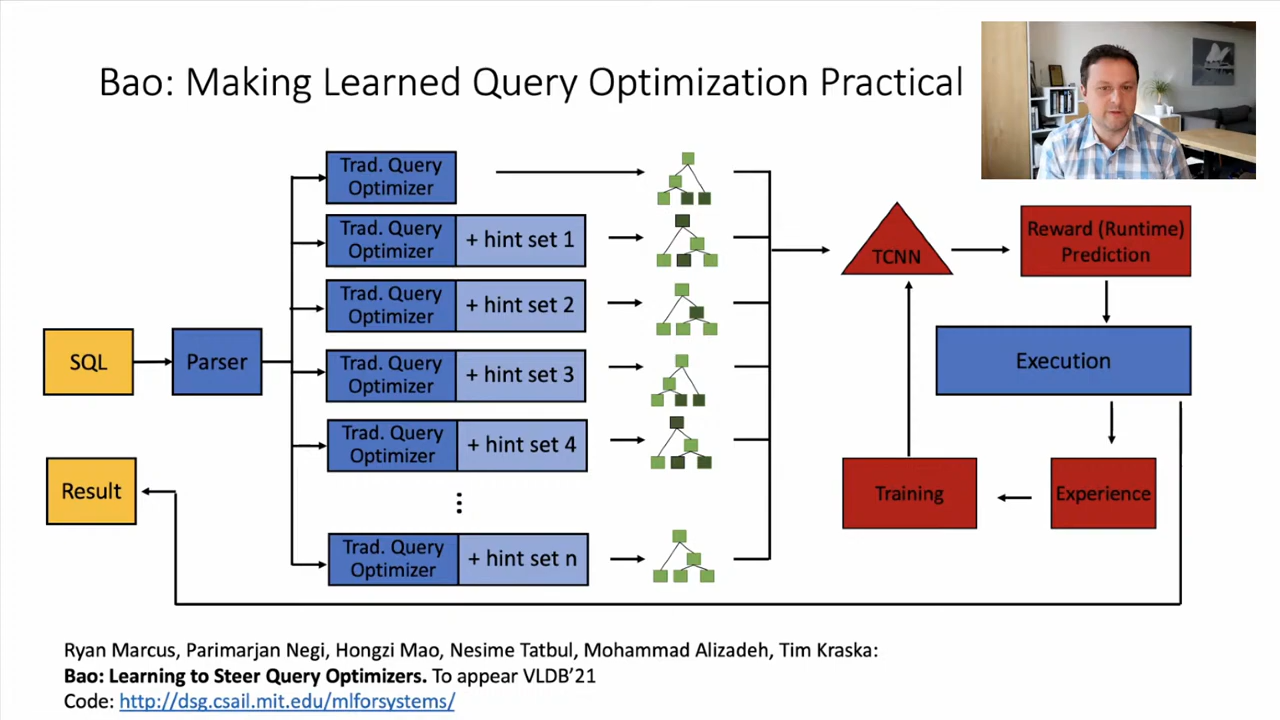 Bao: Making Learned Query Optimization Practical
Trad. Query
Optimizer
Trad. Query
Optimizer
+ hint set 1
Trad. Query
Optimizer
+ hint set 2
Trad. Query
Optimizer
+ hint set 3
Trad. Query
Optimizer
+ hint set 4
Trad. Query
Optimizer
+ hint set n
SQL
Parser
Result
TCNN
Reward (Runtime)
Prediction
Execution
Training
Experience
Ryan Marcus, Parimarjan Negi, Hongzi Mao, Nesime Tatbul, Mohammad Alizadeh, Tim Kraska:
Bao: Learning to Steer Query Optimizers. To appear VLDB'21
Code: http://dsg.csail.mit.edu/mlforsystems/